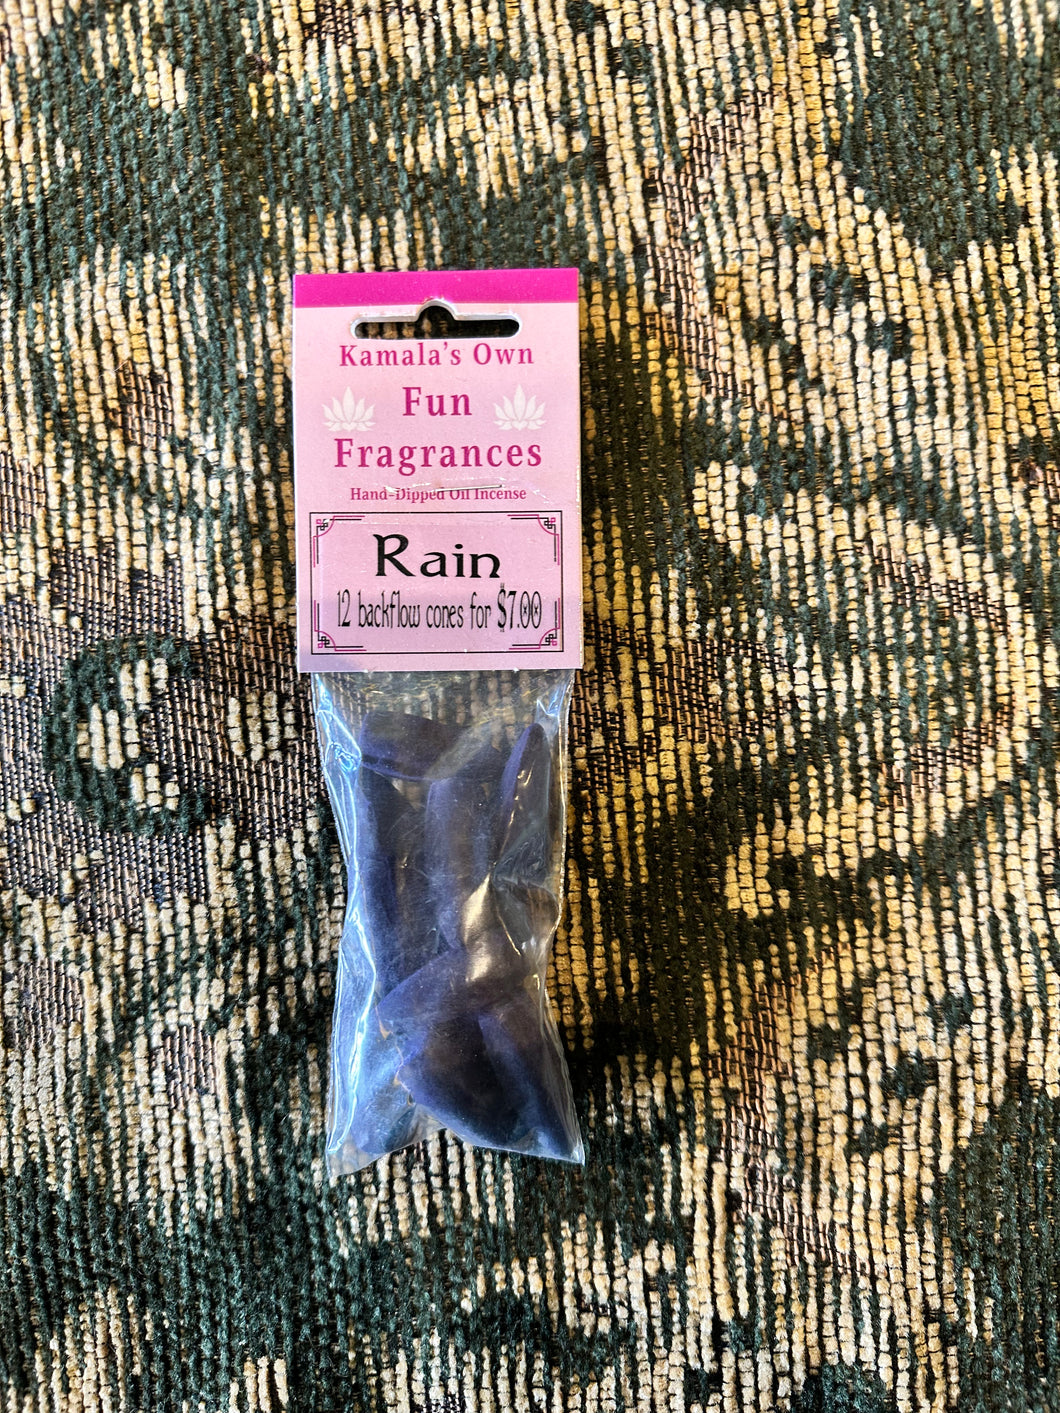 Kamala's Own
Fun
Fragrances
Hand-Dipped Oil Incense
Rain
12 backflow cones for $7.00